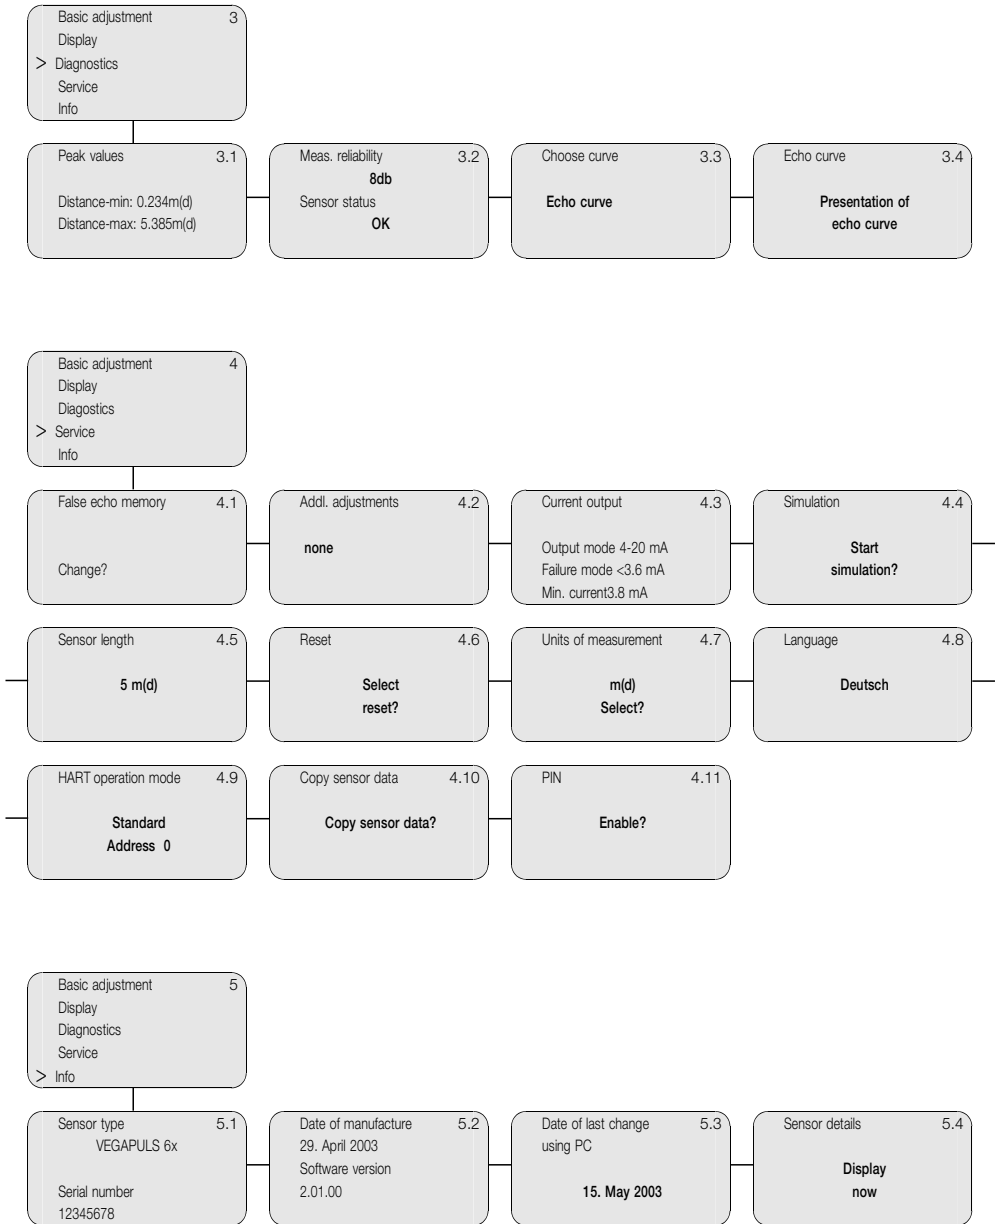 Basic adjustment 3
Display
> Diagnostics
Service
Info
Peak values 3.1
Distance-min: 0.234m(d)
Distance-max: 5.385m(d)
Meas. reliability 3.2
8db
Sensor status
OK
Choose curve 3.3
Echo curve
Echo curve 3.4
Presentation of
echo curve
Basic adjustment 4
Display
Diagostics
> Service
Info
False echo memory 4.1
Change?
Addl. adjustments 4.2
none
Current output 4.3
Output mode 4-20 mA
Failure mode <3.6 mA
Min. current3.8 mA
Simulation 4.4
Start
simulation?
Sensor length 4.5
5 m(d)
Reset 4.6
Select
reset?
Units of measurement 4.7
m(d)
Select?
Language 4.8
Deutsch
HART operation mode 4.9
Standard
Address 0
Copy sensor data 4.10
Copy sensor data?
PIN 4.11
Enable?
Basic adjustment 5
Display
Diagnostics
Service
> Info
Sensor type 5.1
VEGAPULS 6x
Serial number
12345678
Date of manufacture 5.2
29. April 2003
Software version
2.01.00
Date of last change 5.3
using PC
15. May 2003
Sensor details 5.4
Display
now